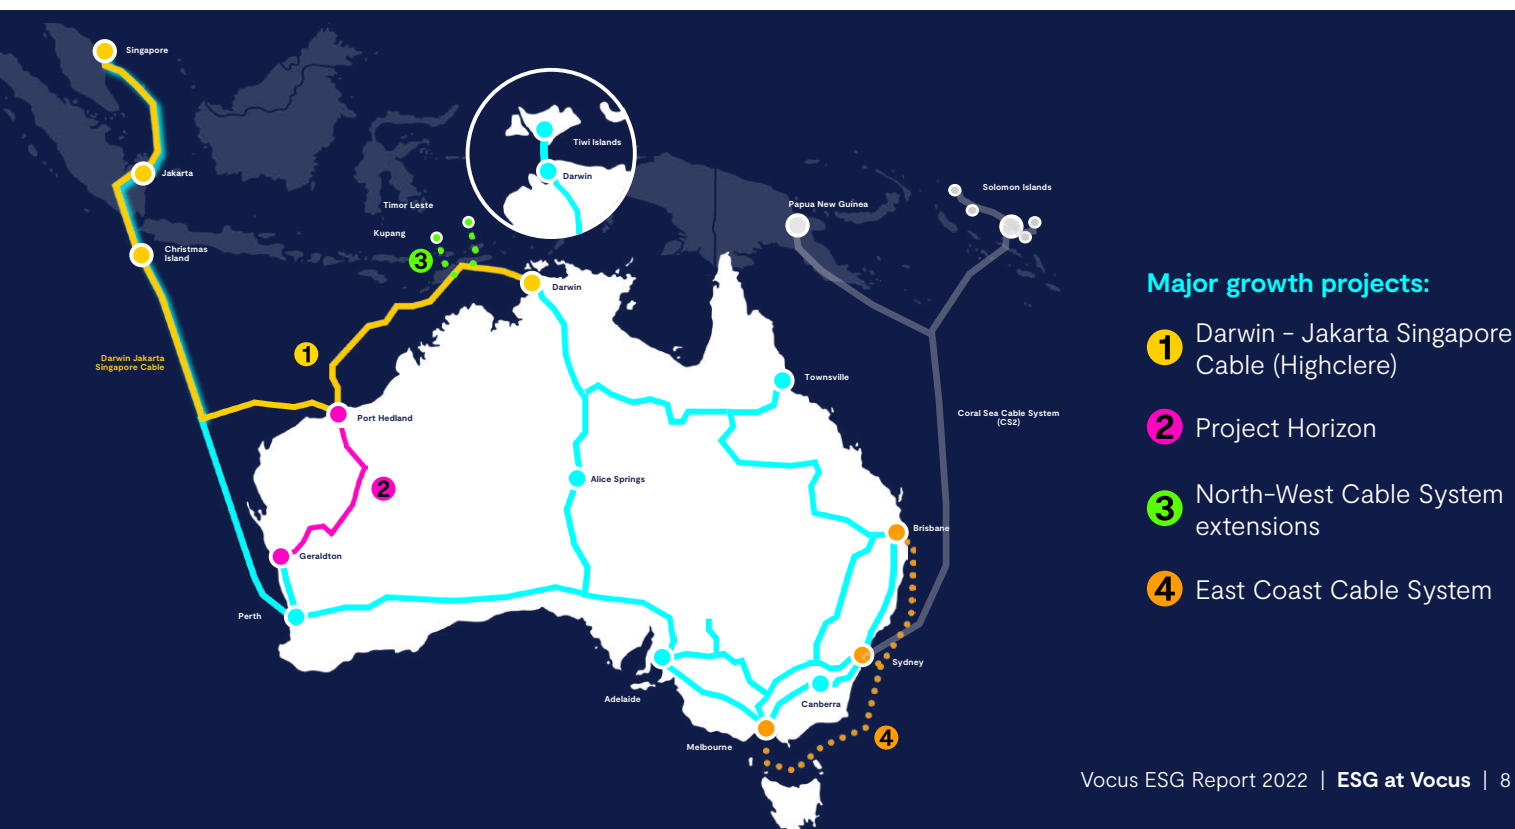 Singapore
Jakarta
Christmas
Island
Darwin Jakarta
Singapore Cable
Timor Leste
Kupang
3
Tiwi Islands
Darwin
Papua New Guinea
Solomon Islands
Darwin
1
Port Hedland
2
Geraldton
Perth
Alice Springs
Townsville
Coral Sea Cable System
(CS2)
Brisbane
Sydney
Canberra
Adelaide
Melbourne
4
Major growth projects:
1 Darwin – Jakarta Singapore
Cable (Highclere)
2 Project Horizon
3 North-West Cable System
extensions
4 East Coast Cable System
Vocus ESG Report 2022 | ESG at Vocus | 8